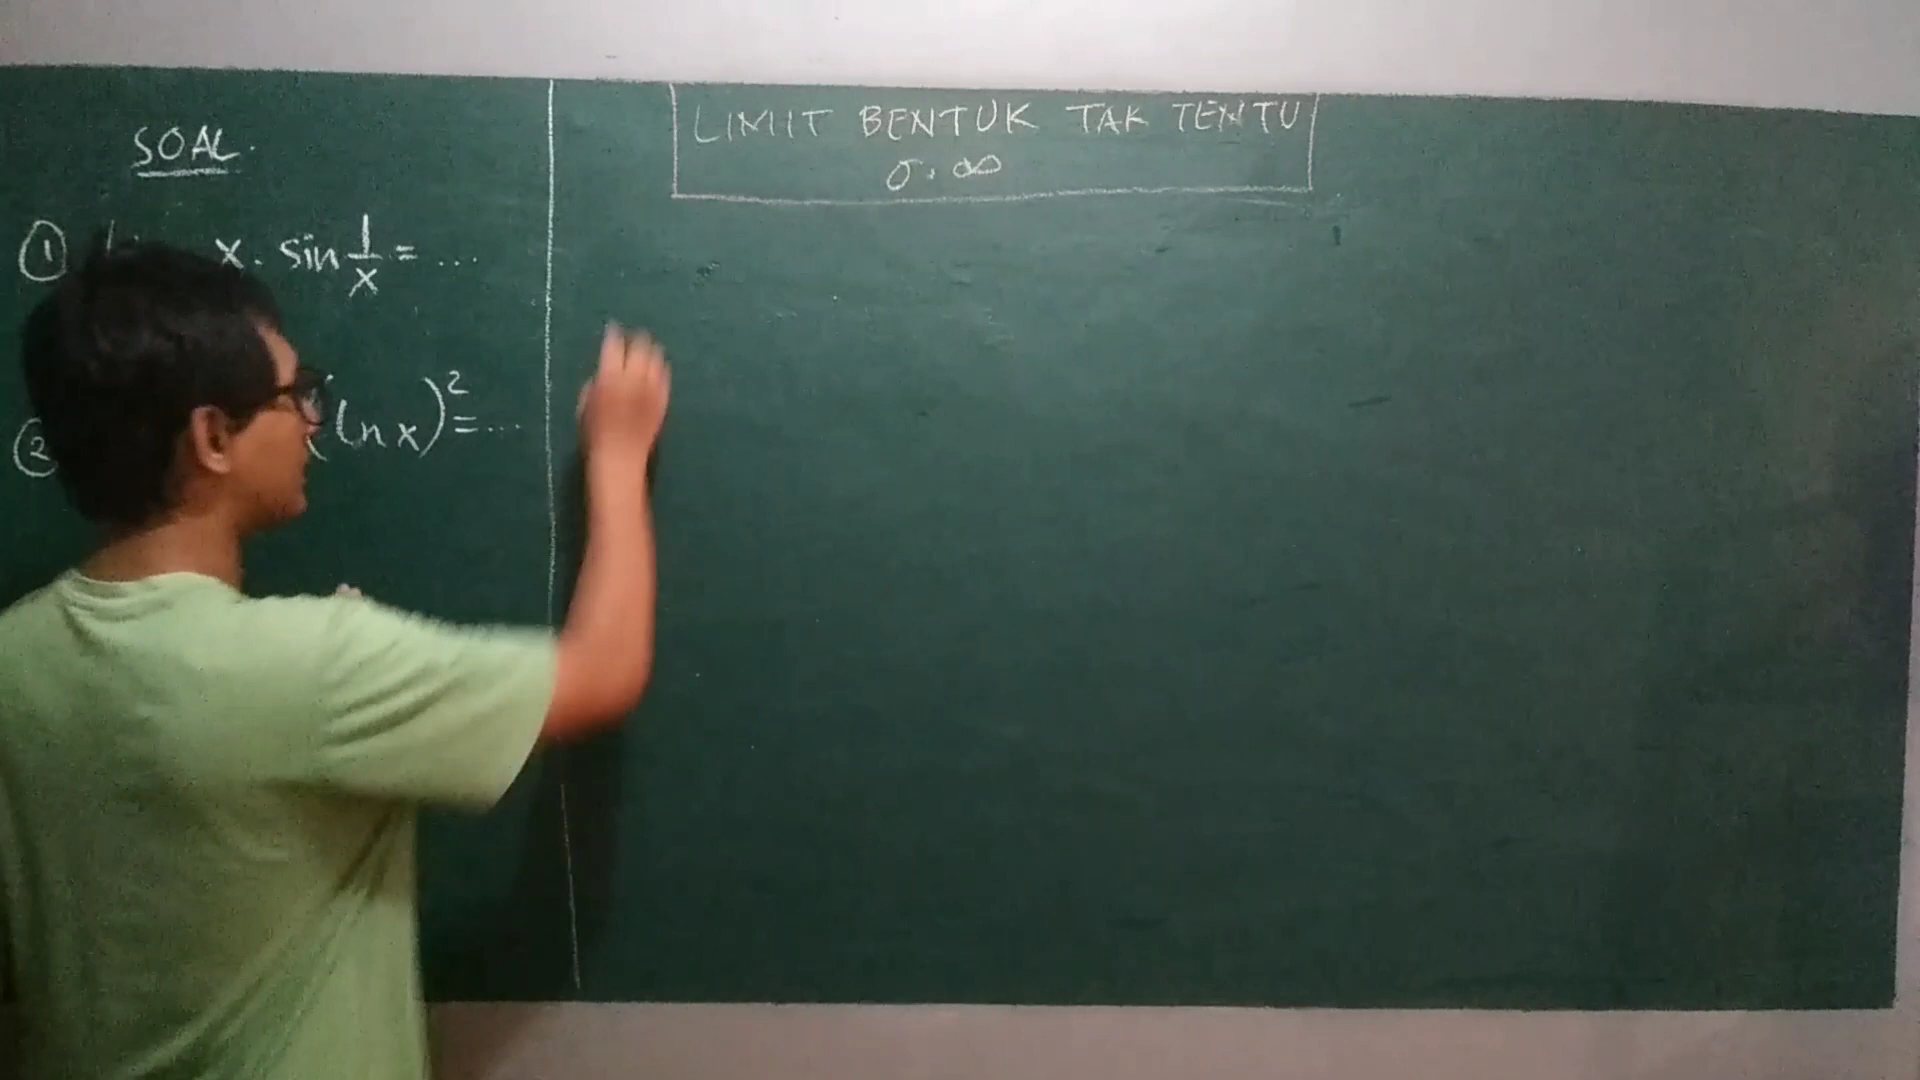 SOAL.
① x. sin 1/x = ...
② (ln x)² = ...
LIMIT BENTUK TAK TENTU
0.∞